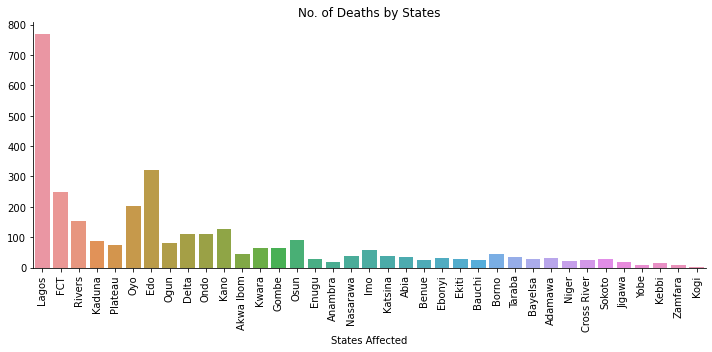 No. of Deaths by States
800
700
600
500
400
300
200
100
0
Lagos
FCT
Rivers
Kaduna
Plateau
Oyo
Edo
Ogun
Delta
Ondo
Kano
Akwa Ibom
Kwara
Gombe
Osun
Enugu
Anambra
Nasarawa
Imo
Katsina
Abia
Benue
Ebonyi
Ekiti
Bauchi
Borno
Taraba
Bayelsa
Adamawa
Niger
Cross River
Sokoto
Jigawa
Yobe
Kebbi
Zamfara
Kogi
States Affected